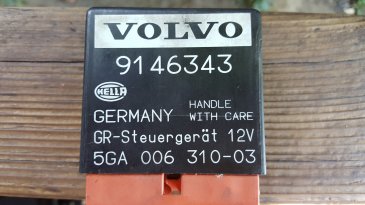 VOLVO
9146343
HELLA
GERMANY HANDLE WITH CARE
GR-Steuergerät 12V
5GA 006 310-03